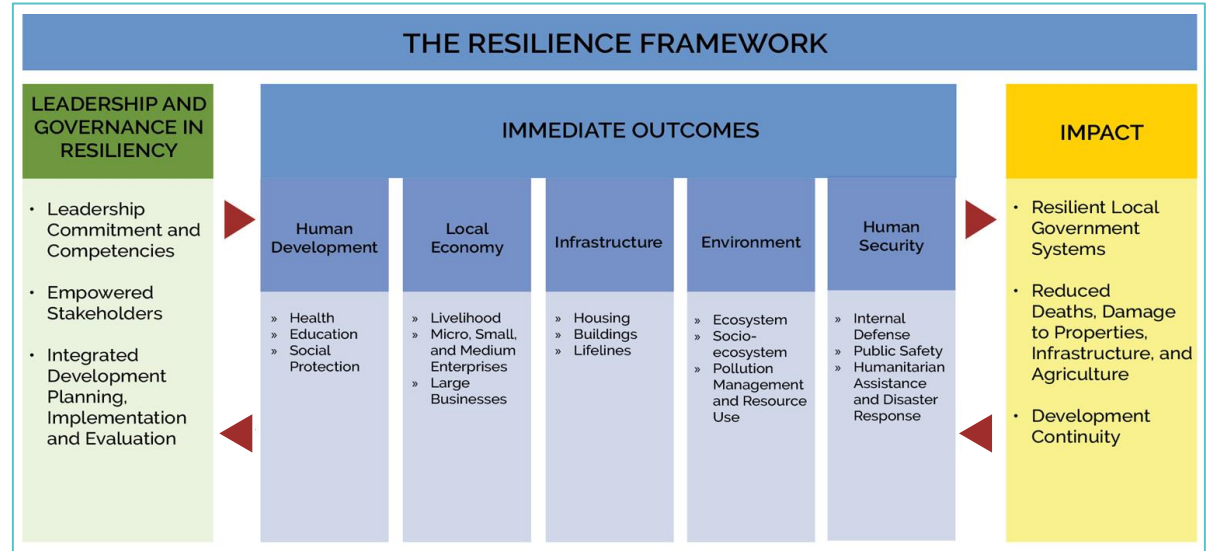 THE RESILIENCE FRAMEWORK
LEADERSHIP AND
GOVERNANCE IN
RESILIENCY
• Leadership
Commitment and
Competencies
• Empowered
Stakeholders
• Integrated
Development
Planning,
Implementation
and Evaluation
IMMEDIATE OUTCOMES
Human
Development
» Health
» Education
» Social
Protection
Local
Economy
» Livelihood
» Micro, Small,
and Medium
Enterprises
» Large
Businesses
Infrastructure
» Housing
» Buildings
» Lifelines
Environment
» Ecosystem
» Socio-
ecosystem
» Pollution
Management
and Resource
Use
Human
Security
» Internal
Defense
» Public Safety
» Humanitarian
Assistance
and Disaster
Response
IMPACT
• Resilient Local
Government
Systems
• Reduced
Deaths, Damage
to Properties,
Infrastructure, and
Agriculture
• Development
Continuity